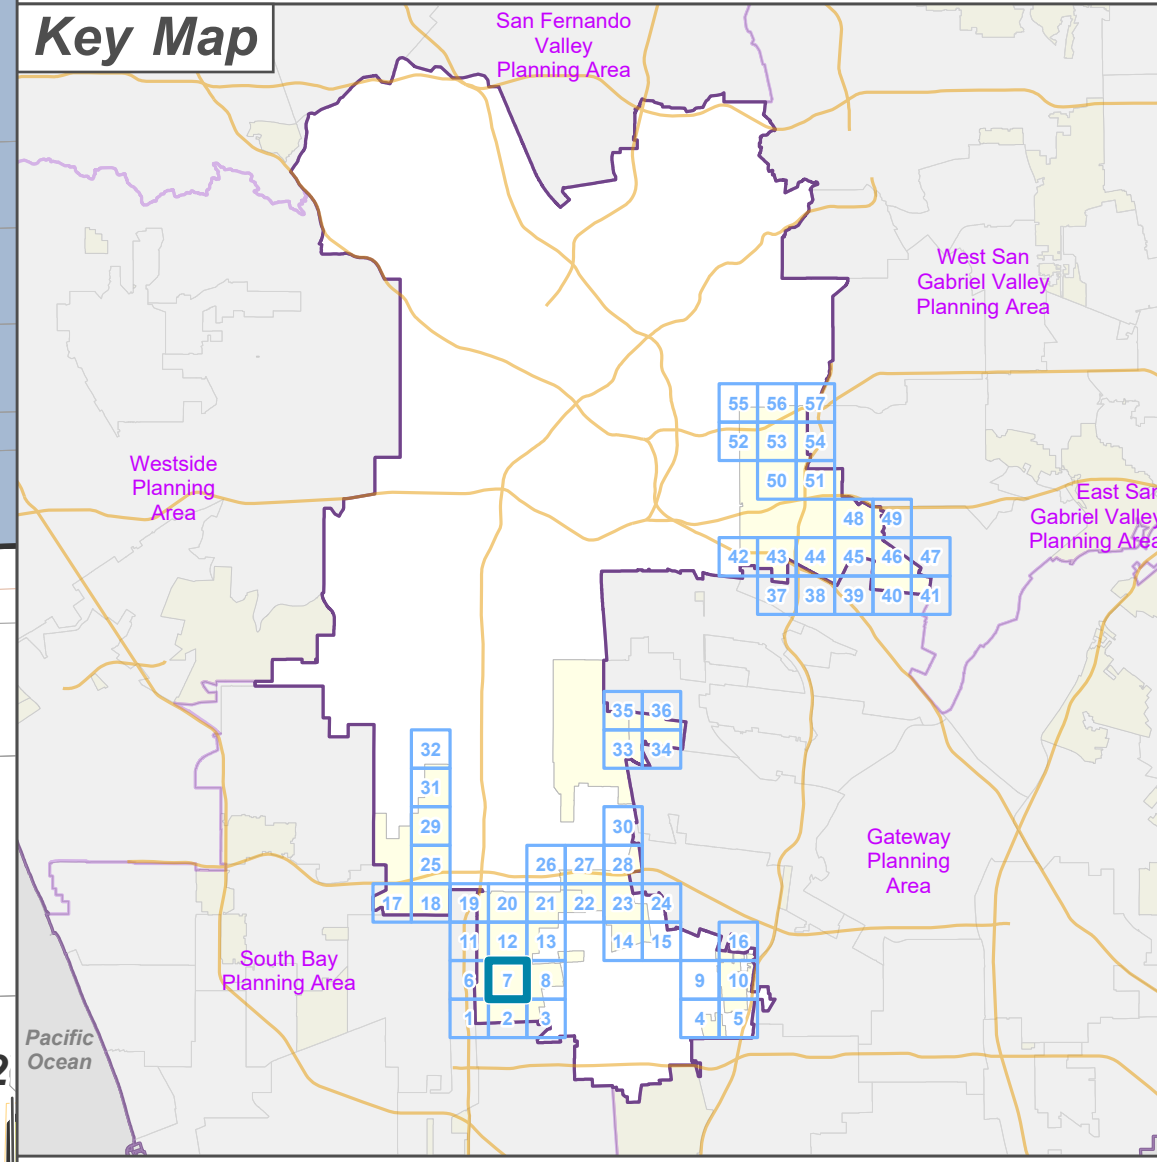 Key Map
San Fernando
Valley
Planning Area
West San
Gabriel Valley
Planning Area
55 56 57
52 53 54
Westside
Planning
Area
50 51
East San
Gabriel Valley
Planning Area
48 49
42 43 44 45 46 47
37 38 39 40 41
35 36
32 33 34
31
29 30
Gateway
Planning
Area
25 26 27 28
17 18 19 20 21 22 23 24
11 12 13 14 15 16
South Bay
Planning Area
6 7 8 9 10
1 2 3 4 5
Pacific
Ocean
2